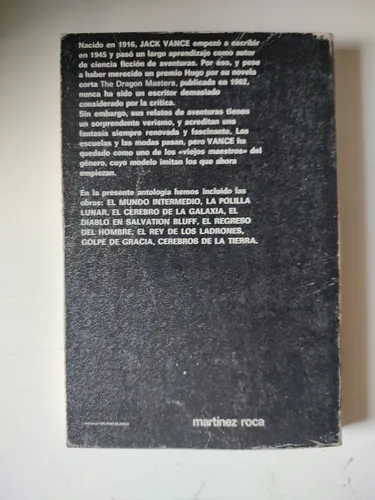 Nacido en 1916, JACK VANCE empezó a escribir
en 1945 y pasó un largo aprendizaje como autor
de ciencia ficción de aventuras. Por eso, y pese
a haber merecido un premio Hugo por su novela
corta The Dragon Masters, publicada en 1962,
nunca ha sido un escritor demasiado
considerado por la crítica.
Sin embargo, sus relatos de aventuras tienen
un sorprendente verismo, y acreditan una
fantasía siempre renovada y fascinante. Las
escuelas y las modas pasan, pero VANCE ha
quedado como uno de los «viejos maestros» del
género, cuyo modelo imitan los que ahora
empiezan.
En la presente antología hemos incluido las
obras: EL MUNDO INTERMEDIO, LA POLILLA
LUNAR, EL CEREBRO DE LA GALAXIA, EL
DIABLO EN SALVATION BLUFF, EL REGRESO
DEL HOMBRE, EL REY DE LOS LADRONES,
GOLPE DE GRACIA, CEREBROS DE LA TIERRA.
martínez roca